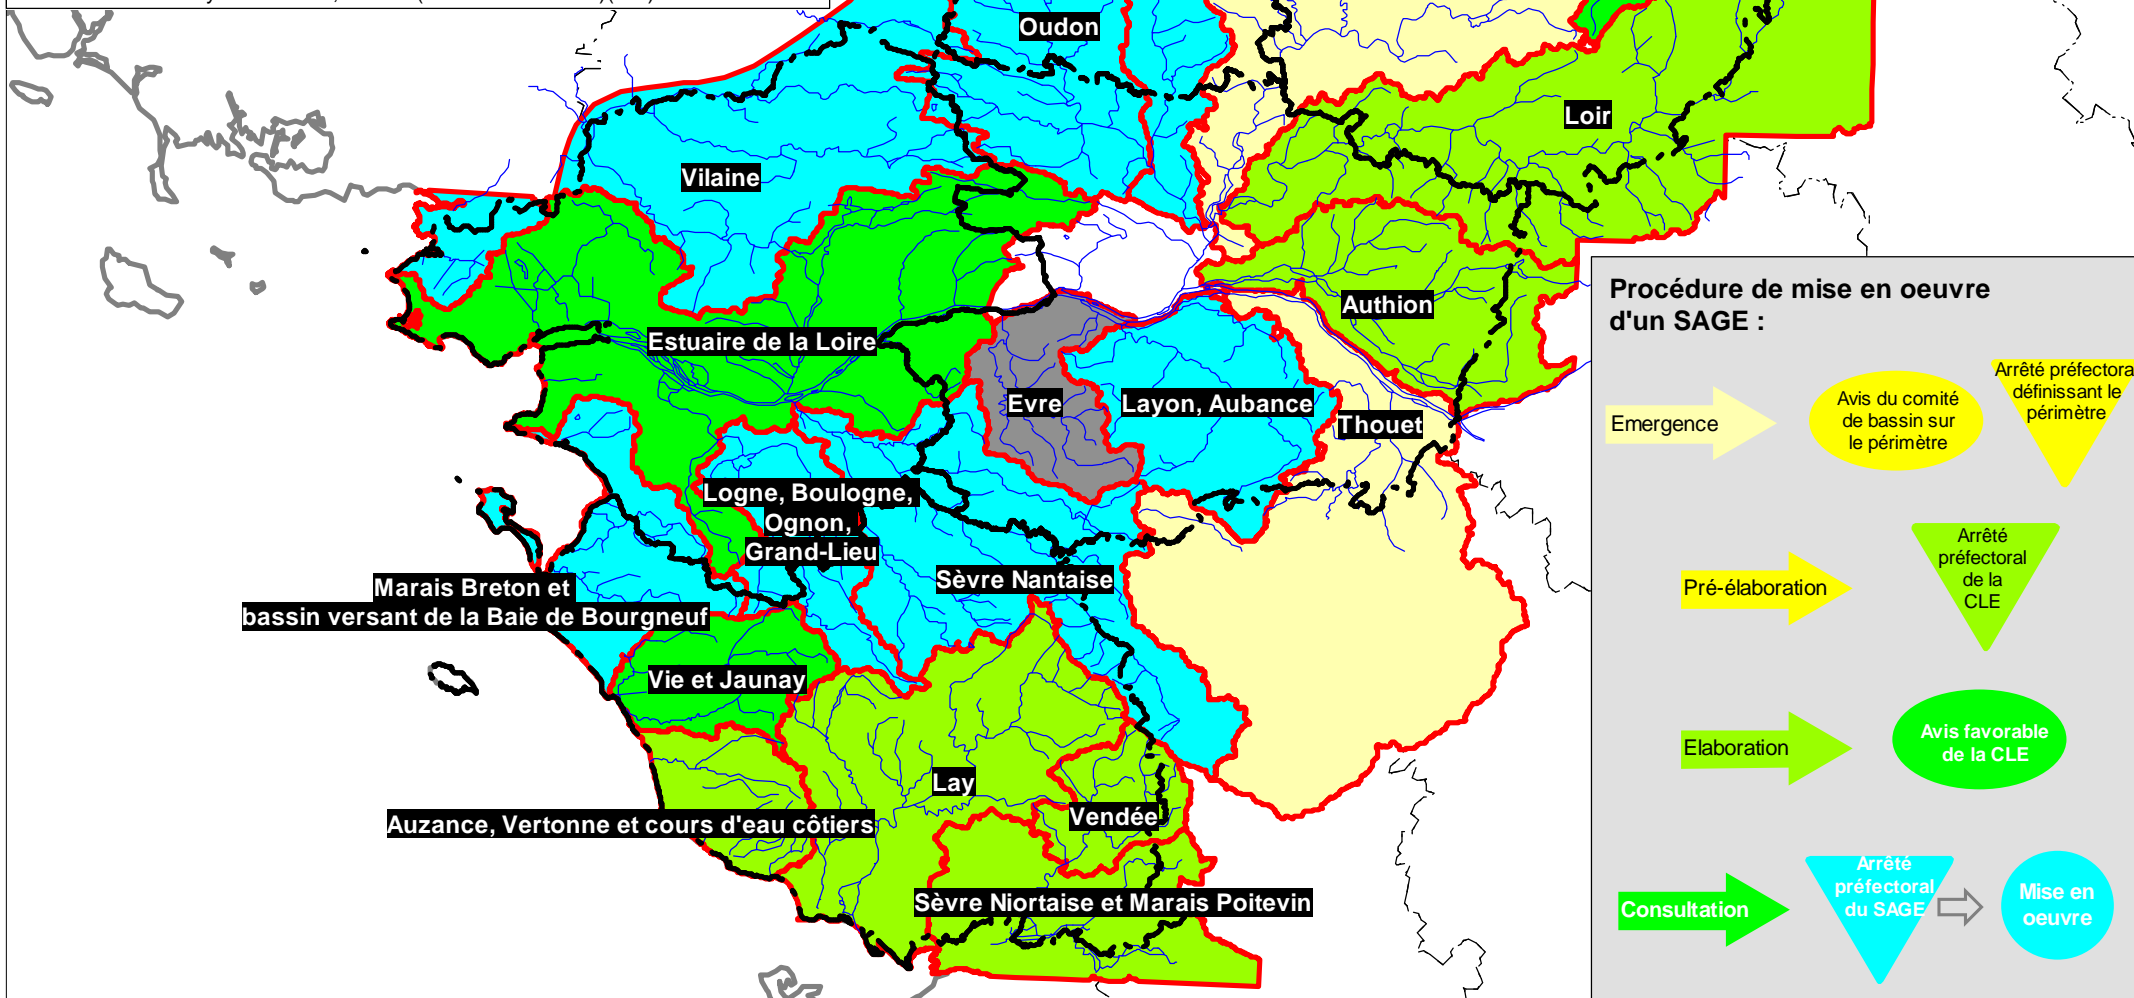 Oudon
Loir
Vilaine
Authion
Estuaire de la Loire
Evre
Layon, Aubance
Thouet
Logne, Boulogne,
Ognon,
Grand-Lieu
Sèvre Nantaise
Marais Breton et
bassin versant de la Baie de Bourgneuf
Vie et Jaunay
Lay
Vendée
Auzance, Vertonne et cours d'eau côtiers
Sèvre Niortaise et Marais Poitevin
Procédure de mise en oeuvre
d'un SAGE :
Emergence
Avis du comité
de bassin sur
le périmètre
Arrêté préfectora
définissant le
périmètre
Pré-élaboration
Arrêté
préfectoral
de la
CLE
Elaboration
Avis favorable
de la CLE
Consultation
Arrêté
préfectoral
du SAGE
Mise en
oeuvre